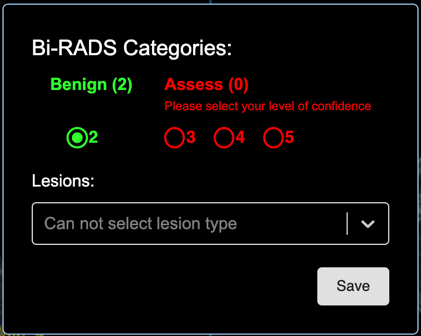 Bi-RADS Categories:
Benign (2) Assess (0)
Please select your level of confidence
2 3 4 5
Lesions:
Can not select lesion type
Save